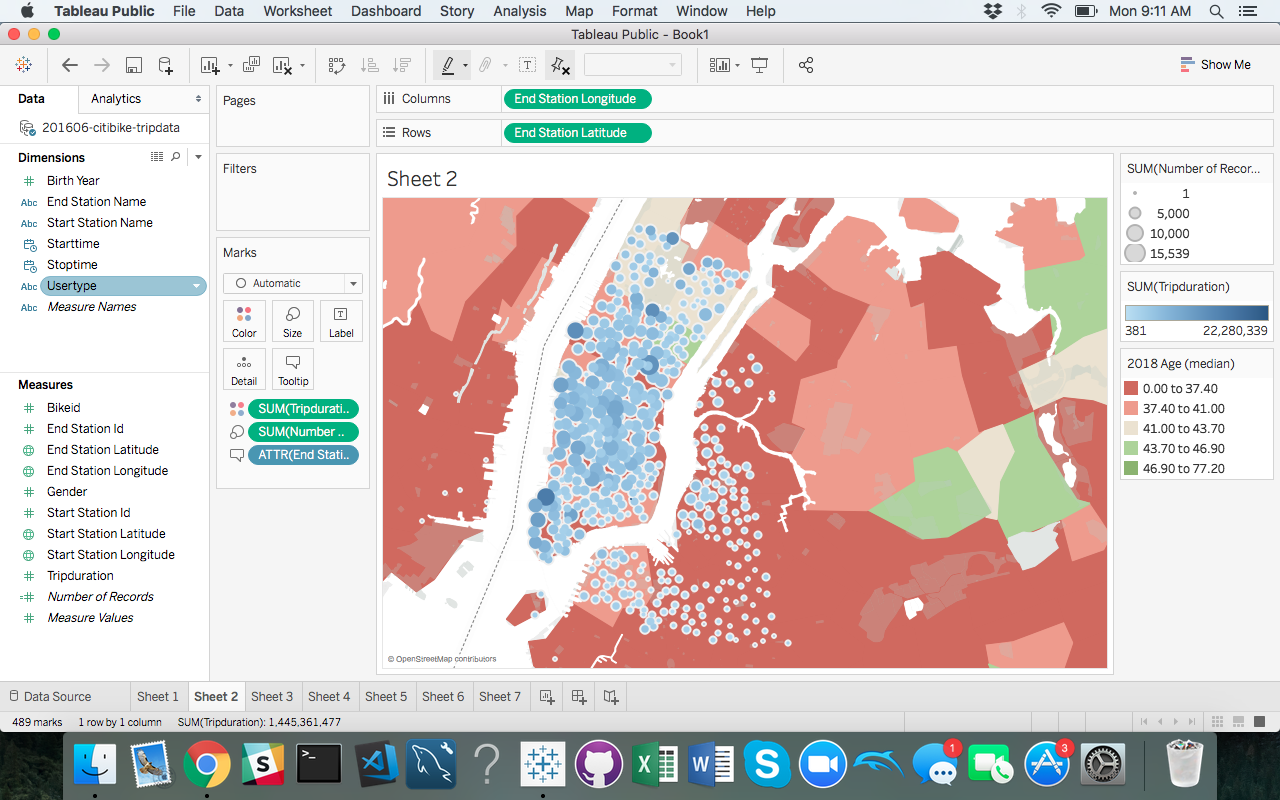 Tableau Public File Data Worksheet Dashboard Story Analysis Map Format Window Help Mon 9:11 AM
Tableau Public - Book1
Show Me
Data Analytics
201606-citibike-tripdata
Dimensions
# Birth Year
Abc End Station Name
Abc Start Station Name
Starttime
Stoptime
Abc Usertype
Abc Measure Names
Measures
# Bikeid
# End Station Id
End Station Latitude
End Station Longitude
# Gender
# Start Station Id
Start Station Latitude
Start Station Longitude
# Tripduration
=# Number of Records
# Measure Values
Pages
Filters
Marks
Automatic
Color Size Label
Detail Tooltip
SUM(Tripdurati..
SUM(Number ..
ATTR(End Stati..
Columns End Station Longitude
Rows End Station Latitude
Sheet 2
© OpenStreetMap contributors
SUM(Number of Recor...
1
5,000
10,000
15,539
SUM(Tripduration)
381 22,280,339
2018 Age (median)
0.00 to 37.40
37.40 to 41.00
41.00 to 43.70
43.70 to 46.90
46.90 to 77.20
Data Source Sheet 1 Sheet 2 Sheet 3 Sheet 4 Sheet 5 Sheet 6 Sheet 7
489 marks 1 row by 1 column SUM(Tripduration): 1,445,361,477
S >_ ? X W S 1 3